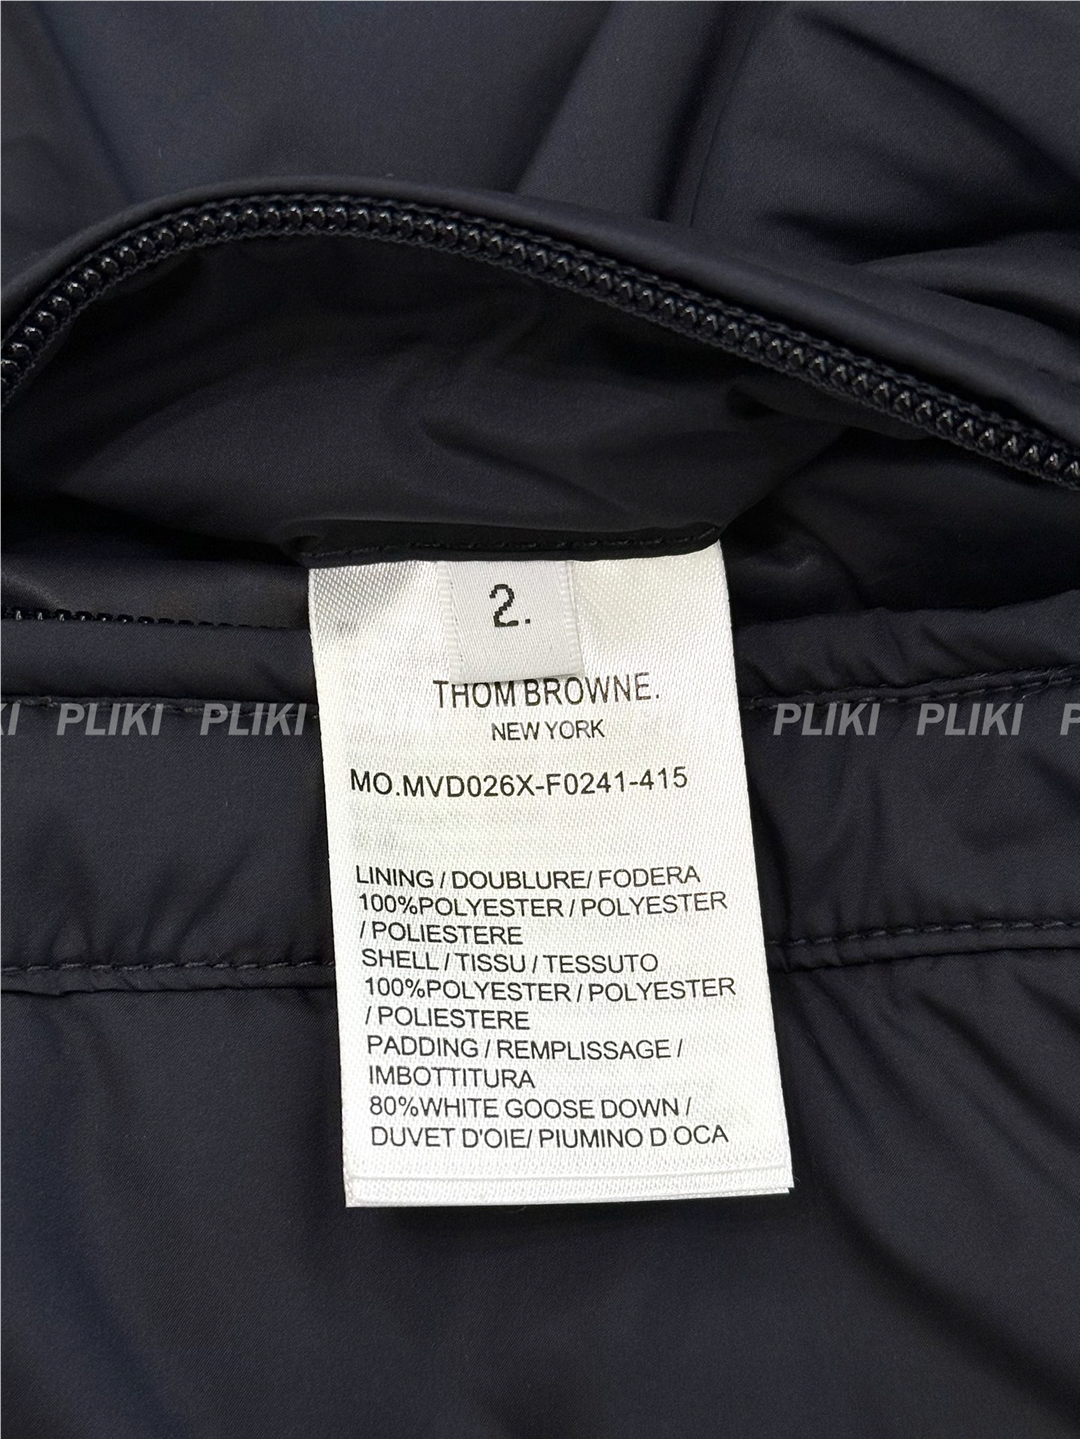 2.
THOM BROWNE.
NEW YORK
PLIKI PLIKI PLIKI PLIKI
MO.MVD026X-F0241-415
LINING / DOUBLURE/ FODERA
100%POLYESTER / POLYESTER
/ POLIESTERE
SHELL / TISSU / TESSUTO
100%POLYESTER / POLYESTER
/ POLIESTERE
PADDING / REMPLISSAGE /
IMBOTTITURA
80%WHITE GOOSE DOWN /
DUVET D'OIE/ PIUMINO D OCA